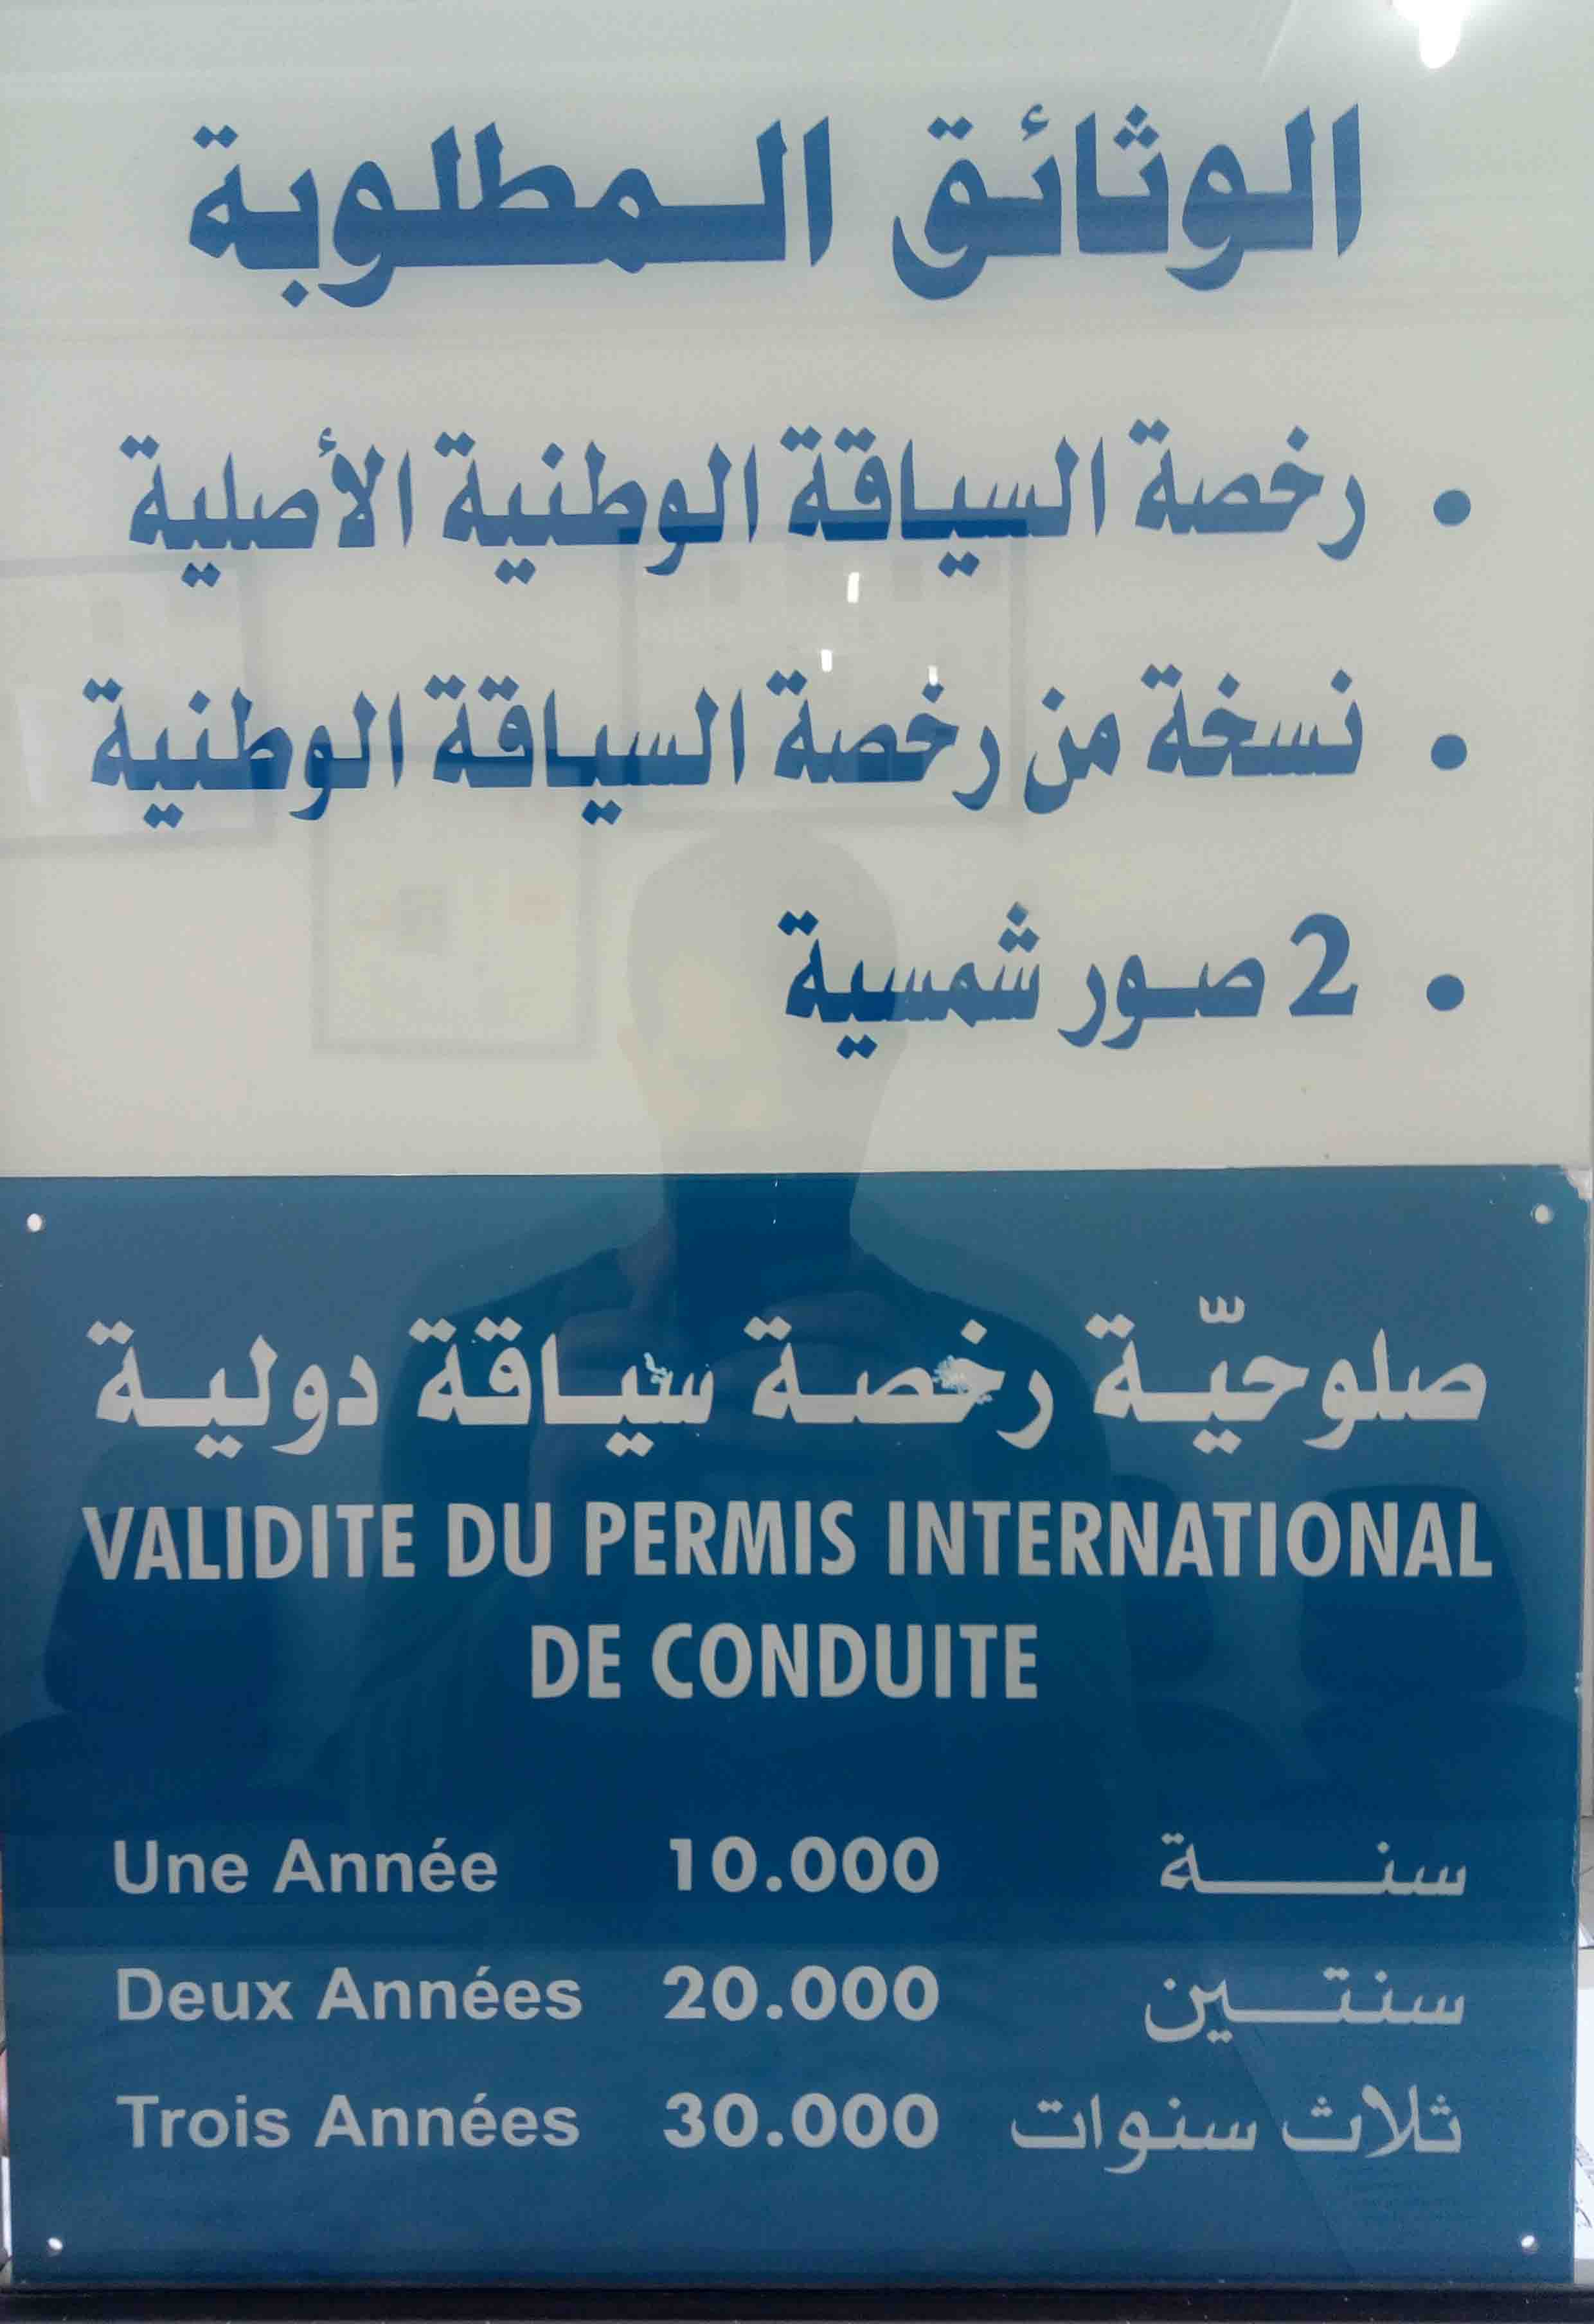 الوثائق المطلوبة
• رخصة السياقة الوطنية الأصلية
• نسخة من رخصة السياقة الوطنية
• 2 صور شمسية
صلوحيّة رخصة سياقة دولية
VALIDITE DU PERMIS INTERNATIONAL
DE CONDUITE
Une Année 10.000 سنة
Deux Années 20.000 سنتين
Trois Années 30.000 ثلاث سنوات